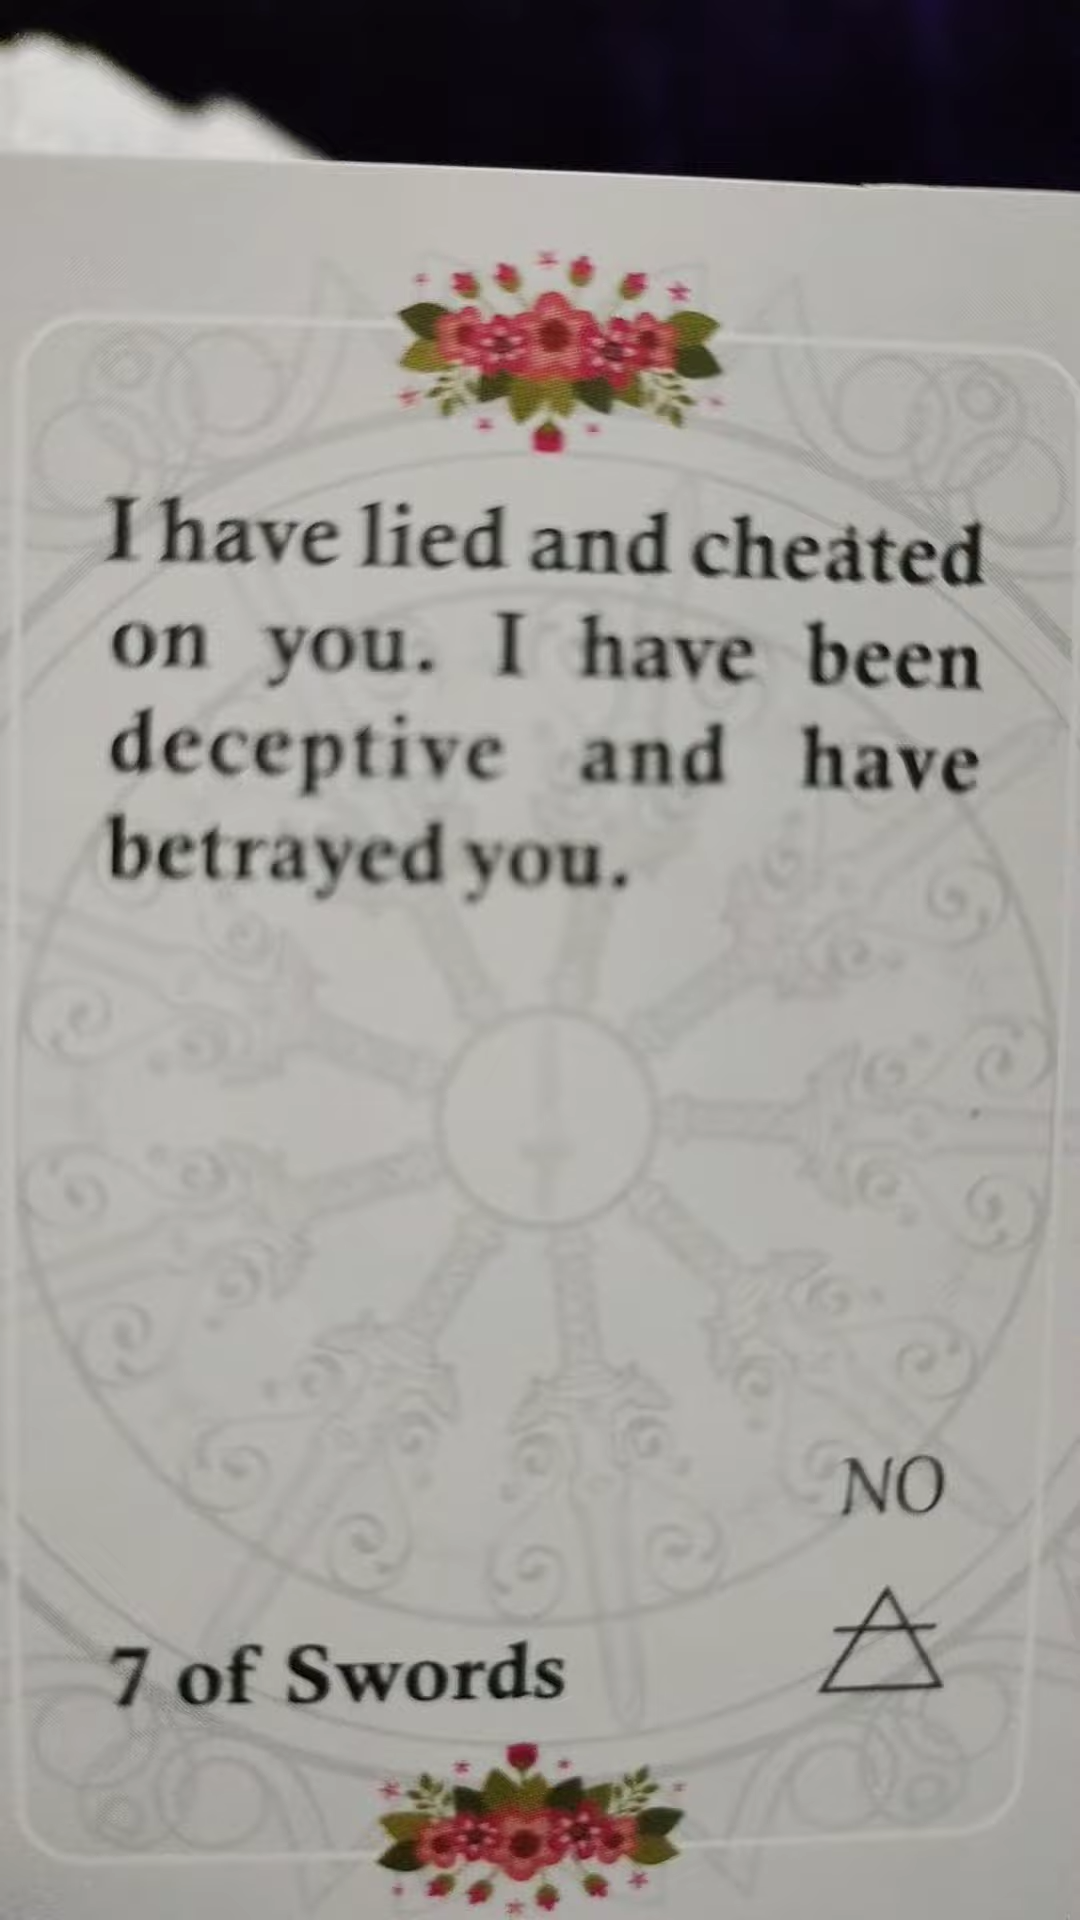 I have lied and cheated
on you. I have been
deceptive and have
betrayed you.
NO
7 of Swords